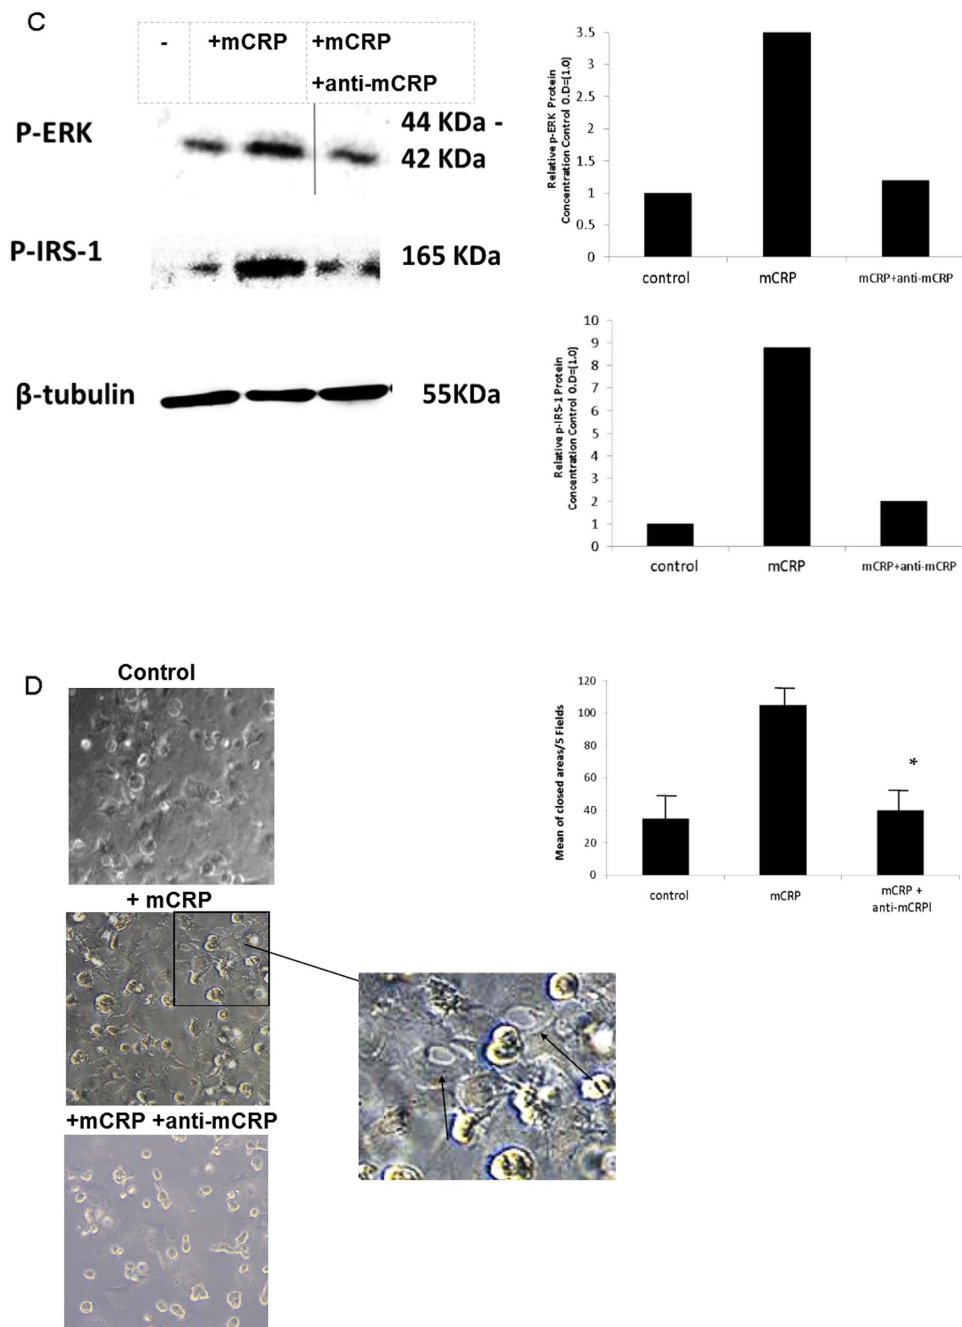 C
- +mCRP +mCRP
+anti-mCRP
P-ERK
44 KDa -
42 KDa
P-IRS-1
165 KDa
β-tubulin
55KDa
Relative p-ERK Protein
Concentration Control O.D=(1.0)
3.5
3
2.5
2
1.5
1
0.5
0
control mCRP mCRP+anti-mCRP
Relative p-IRS-1 Protein
Concentration Control O.D=(1.0)
10
9
8
7
6
5
4
3
2
1
0
control mCRP mCRP+anti-mCRP
D
Control
+ mCRP
+mCRP +anti-mCRP
Mean of closed areas/5 Fields
120
100
80
60
40
20
0
*
control mCRP mCRP +
anti-mCRPI